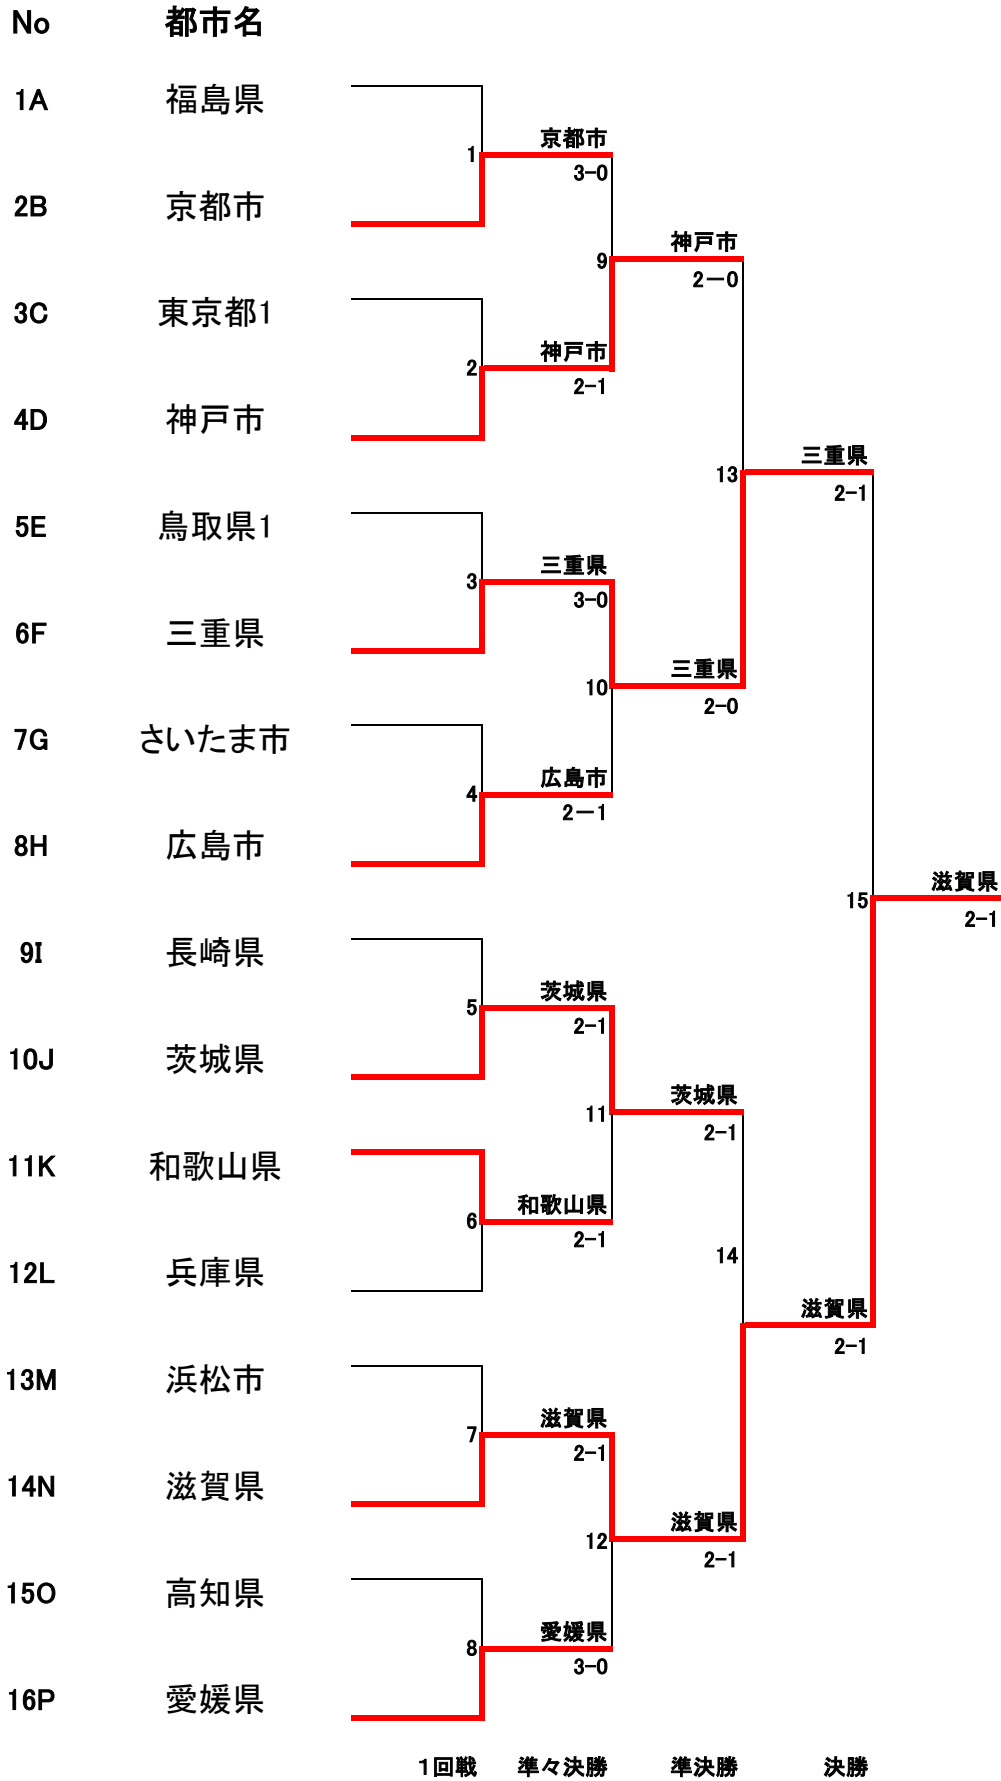 No 都市名
1A 福島県
京都市
1
3-0
2B 京都市
神戸市
9
2－0
3C 東京都1
神戸市
2
2-1
4D 神戸市
三重県
13
2-1
5E 鳥取県1
三重県
3
3-0
6F 三重県
三重県
10
2-0
7G さいたま市
広島市
4
2－1
8H 広島市
滋賀県
15
2-1
9I 長崎県
茨城県
5
2-1
10J 茨城県
茨城県
11
2-1
11K 和歌山県
和歌山県
6
2-1
14
12L 兵庫県
滋賀県
2-1
13M 浜松市
滋賀県
7
2-1
14N 滋賀県
滋賀県
12
2-1
15O 高知県
愛媛県
8
3-0
16P 愛媛県
1回戦 準々決勝 準決勝 決勝